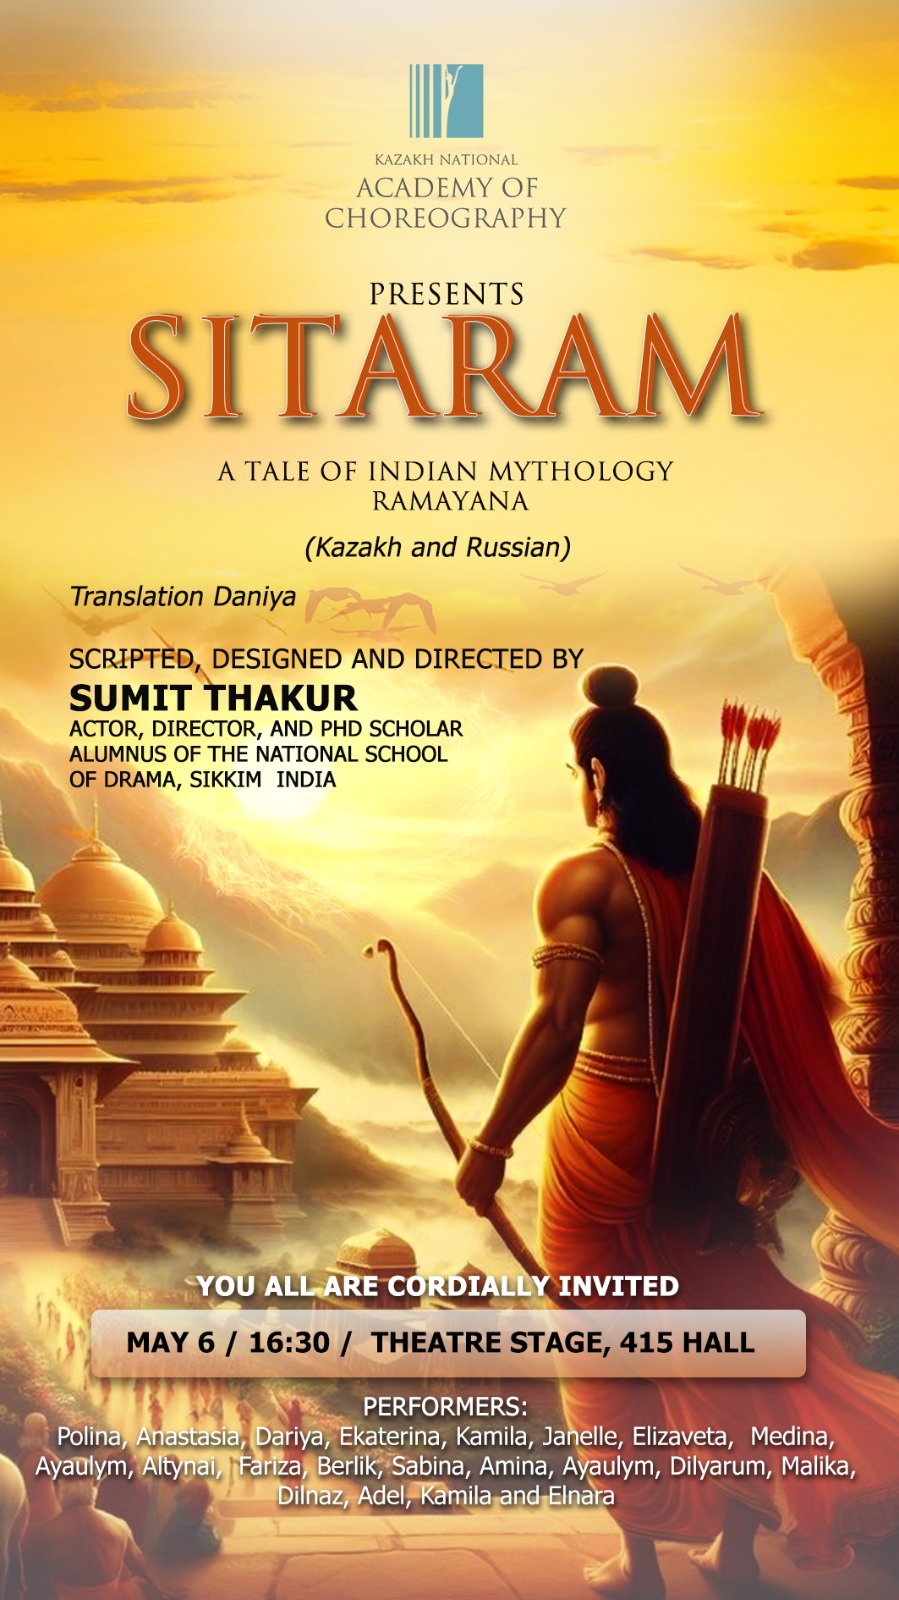 KAZAKH NATIONAL
ACADEMY OF
CHOREOGRAPHY
PRESENTS
SITARAM
A TALE OF INDIAN MYTHOLOGY
RAMAYANA
(Kazakh and Russian)
Translation Daniya
SCRIPTED, DESIGNED AND DIRECTED BY
SUMIT THAKUR
ACTOR, DIRECTOR, AND PHD SCHOLAR
ALUMNUS OF THE NATIONAL SCHOOL
OF DRAMA, SIKKIM INDIA
YOU ALL ARE CORDIALLY INVITED
MAY 6 / 16:30 / THEATRE STAGE, 415 HALL
PERFORMERS:
Polina, Anastasia, Dariya, Ekaterina, Kamila, Janelle, Elizaveta, Medina,
Ayaulym, Altynai, Fariza, Berlik, Sabina, Amina, Ayaulym, Dilyarum, Malika,
Dilnaz, Adel, Kamila and Elnara